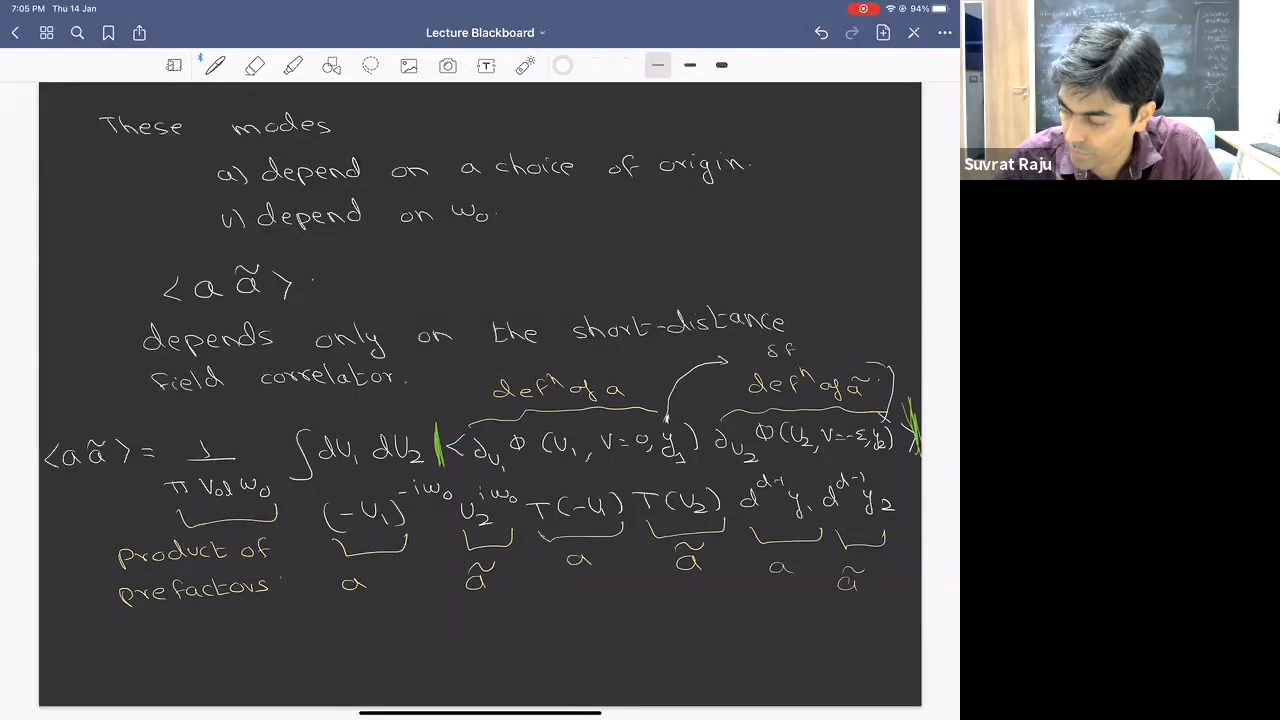 7:05 PM Thu 14 Jan
94%
Lecture Blackboard
These modes
a) depend on a choice of origin.
v) depend on ω₀.
<a ã>.
depends only on the short-distance
field correlator.
δf
defⁿ of a
defⁿ of ã
<a ã> = 1 / π Vol ω₀ ∫ dU₁ dU₂ <∂_U₁ Φ (U₁, V=0, y₁) ∂_U₂ Φ(U₂, V=-ε, y₂)>
(-U₁)^{-iω₀} U₂^{iω₀} T(-U₁) T(U₂) d^{d-1}y₁ d^{d-1}y₂
product of prefactors
a ã a ã a ã
Suvrat Raju